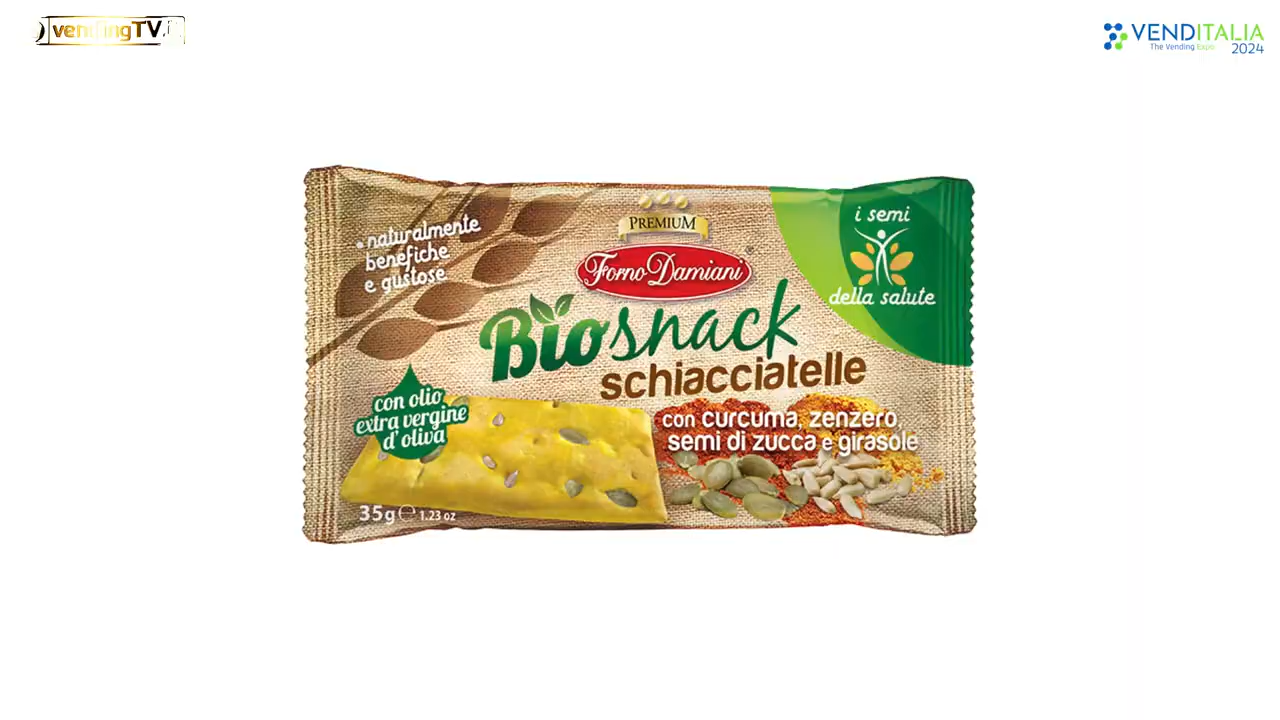 vendingTV.it
VENDITALIA
The Vending Expo
2024
i semi
della salute
• naturalmente
benefiche
e gustose
PREMIUM
Forno Damiani®
Biosnack
schiacciatelle
con olio
extra vergine
d'oliva
con curcuma, zenzero
semi di zucca e girasole
35g e 1.23 oz